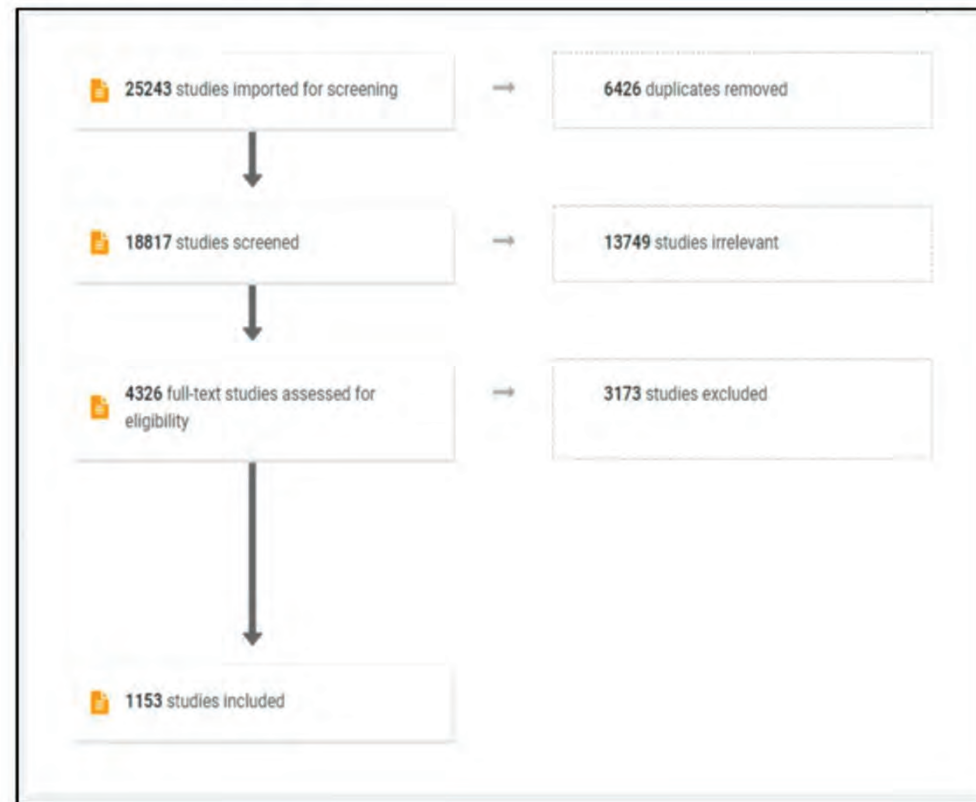 25243 studies imported for screening
6426 duplicates removed
18817 studies screened
13749 studies irrelevant
4326 full-text studies assessed for
eligibility
3173 studies excluded
1153 studies included